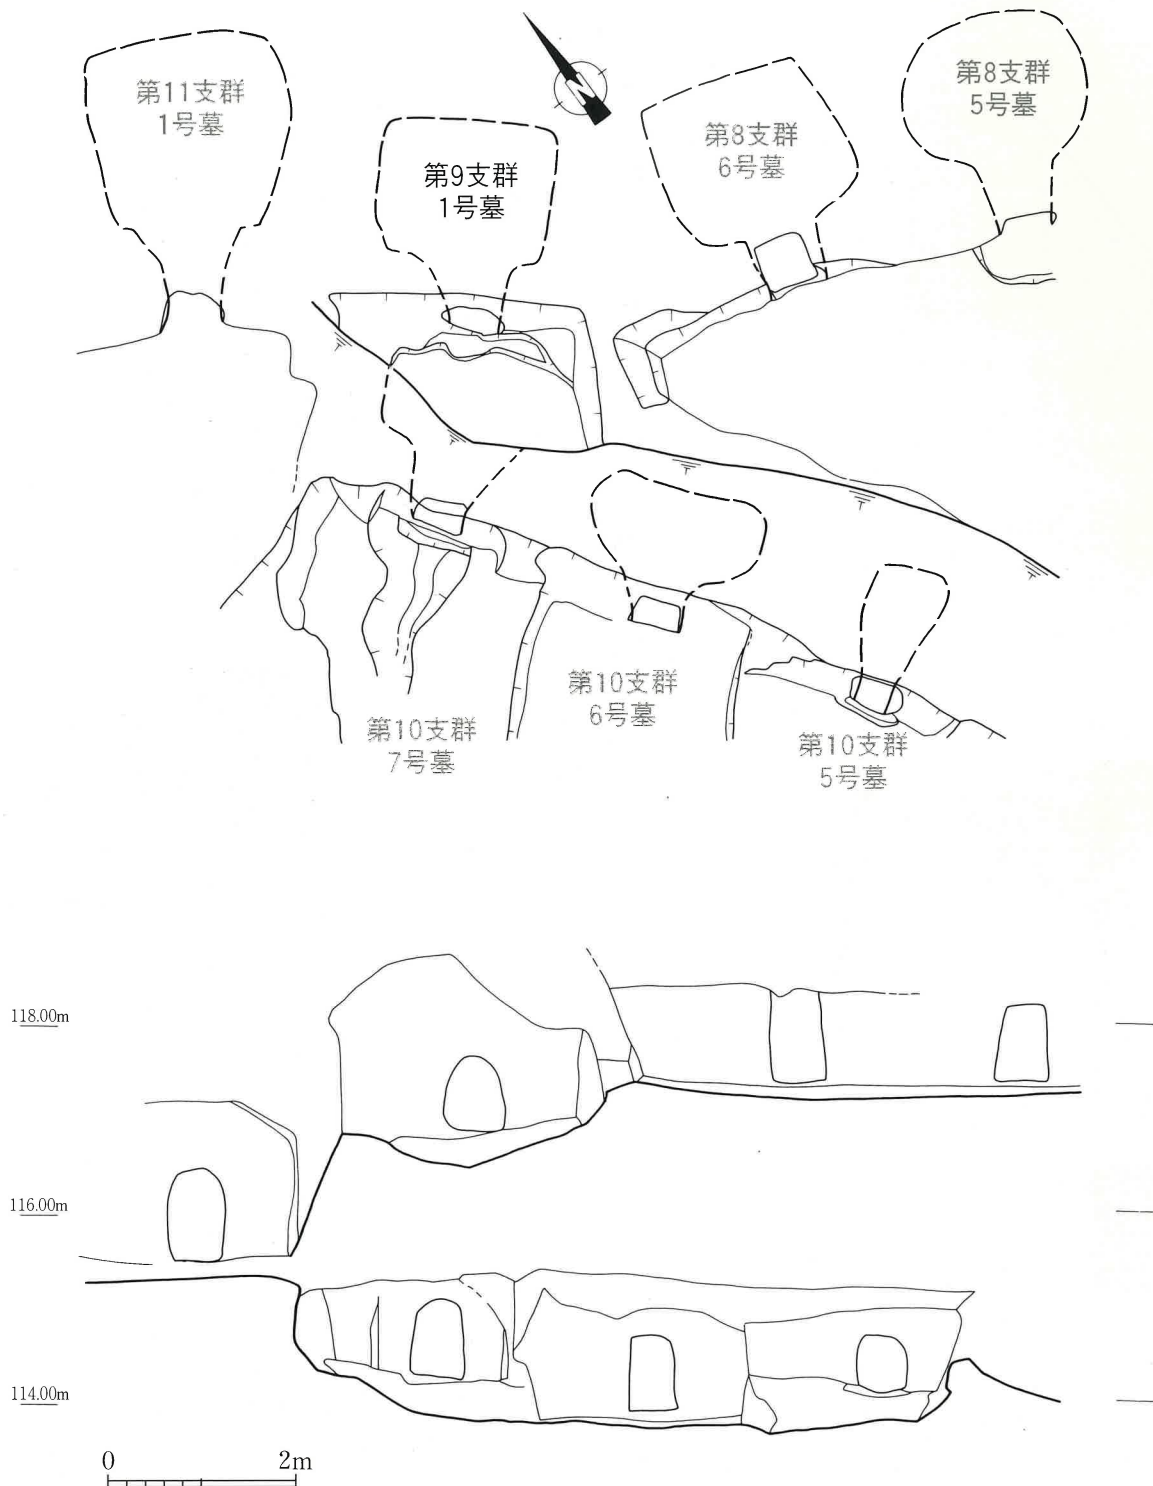 第11支群
1号墓
第9支群
1号墓
第8支群
6号墓
第8支群
5号墓
N
第10支群
7号墓
第10支群
6号墓
第10支群
5号墓
118.00m
116.00m
114.00m
0 2m